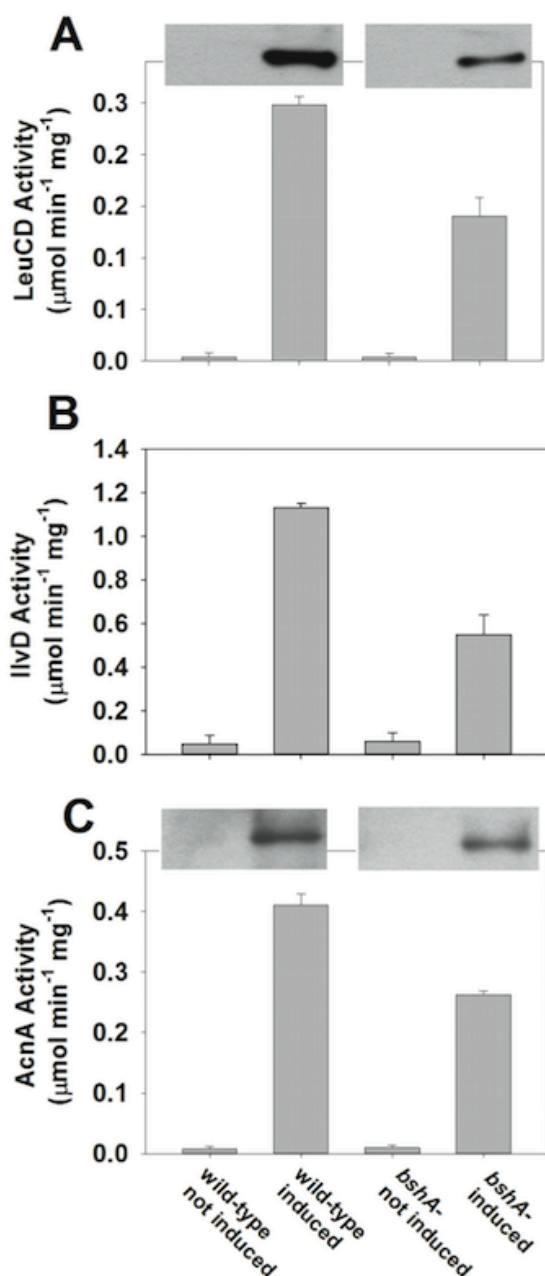 A
LeuCD Activity
(µmol min⁻¹ mg⁻¹)
0.3
0.2
0.2
0.1
0.1
0.0
B
IlvD Activity
(µmol min⁻¹ mg⁻¹)
1.4
1.2
1.0
0.8
0.6
0.4
0.2
0.0
C
AcnA Activity
(µmol min⁻¹ mg⁻¹)
0.5
0.4
0.3
0.2
0.1
0.0
wild-type
not induced
wild-type
induced
bshA-
not induced
bshA-
induced